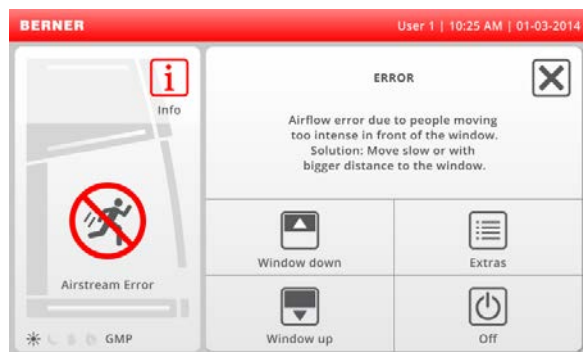 BERNER
User 1 | 10:25 AM | 01-03-2014
Info
Airstream Error
GMP
ERROR
Airflow error due to people moving
too intense in front of the window.
Solution: Move slow or with
bigger distance to the window.
Window down
Extras
Window up
Off